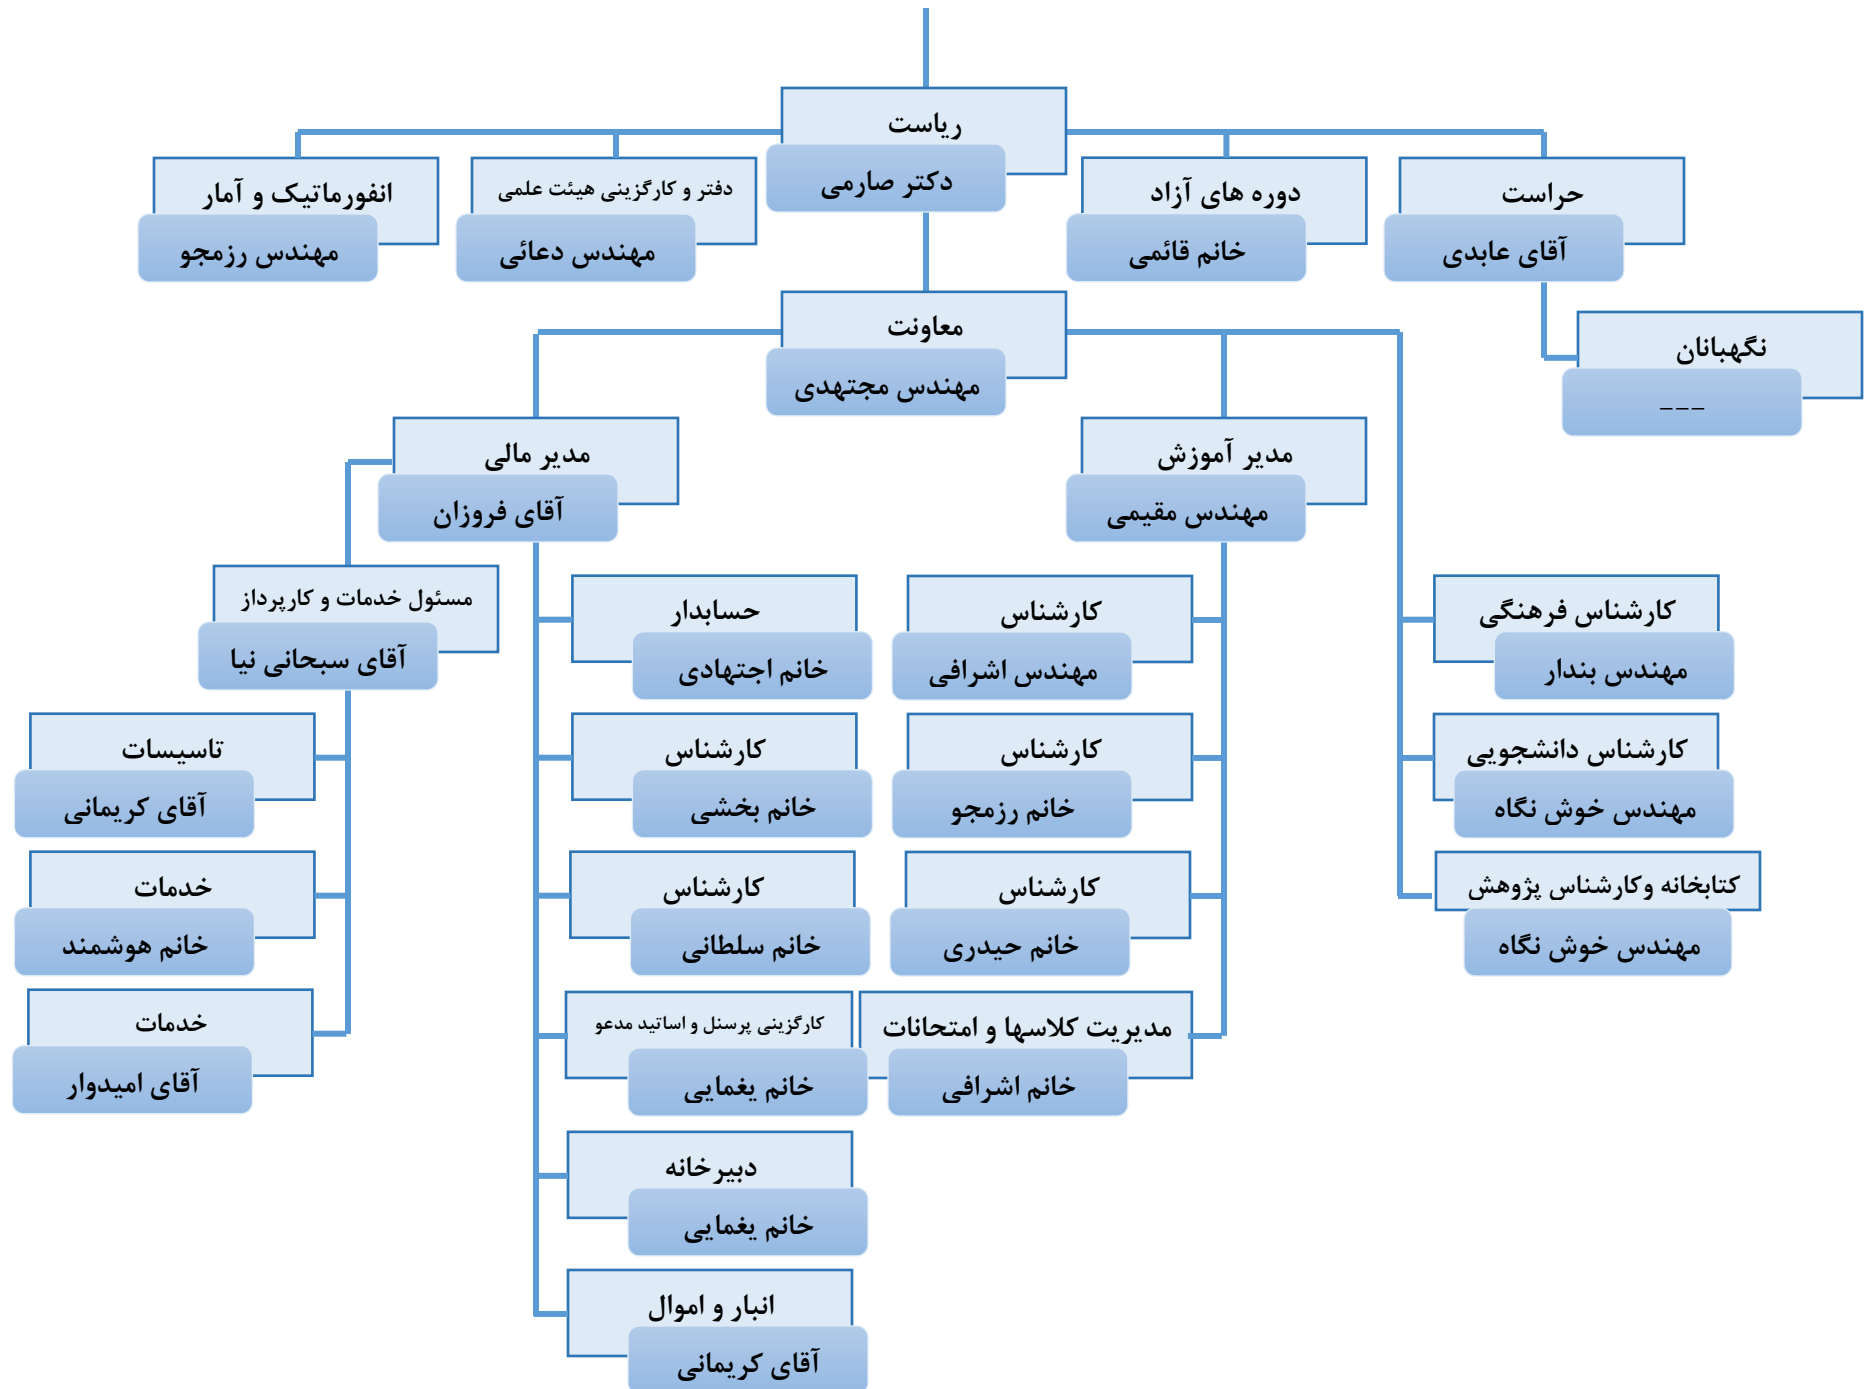 ریاست
دکتر صارمی
حراست
آقای عابدی
دوره های آزاد
خانم قائمی
دفتر و کارگزینی هیئت علمی
مهندس دعائی
انفورماتیک و آمار
مهندس رزمجو
نگهبانان
---
معاونت
مهندس مجتهدی
مدیر آموزش
مهندس مقیمی
مدیر مالی
آقای فروزان
کارشناس فرهنگی
مهندس بندار
کارشناس دانشجویی
مهندس خوش نگاه
کتابخانه وکارشناس پژوهش
مهندس خوش نگاه
کارشناس
مهندس اشرافی
کارشناس
خانم رزمجو
کارشناس
خانم حیدری
مدیریت کلاسها و امتحانات
خانم اشرافی
حسابدار
خانم اجتهادی
کارشناس
خانم بخشی
کارشناس
خانم سلطانی
کارگزینی پرسنل و اساتید مدعو
خانم یغمایی
دبیرخانه
خانم یغمایی
انبار و اموال
آقای کریمانی
مسئول خدمات و کارپرداز
آقای سبحانی نیا
تاسیسات
آقای کریمانی
خدمات
خانم هوشمند
خدمات
آقای امیدوار